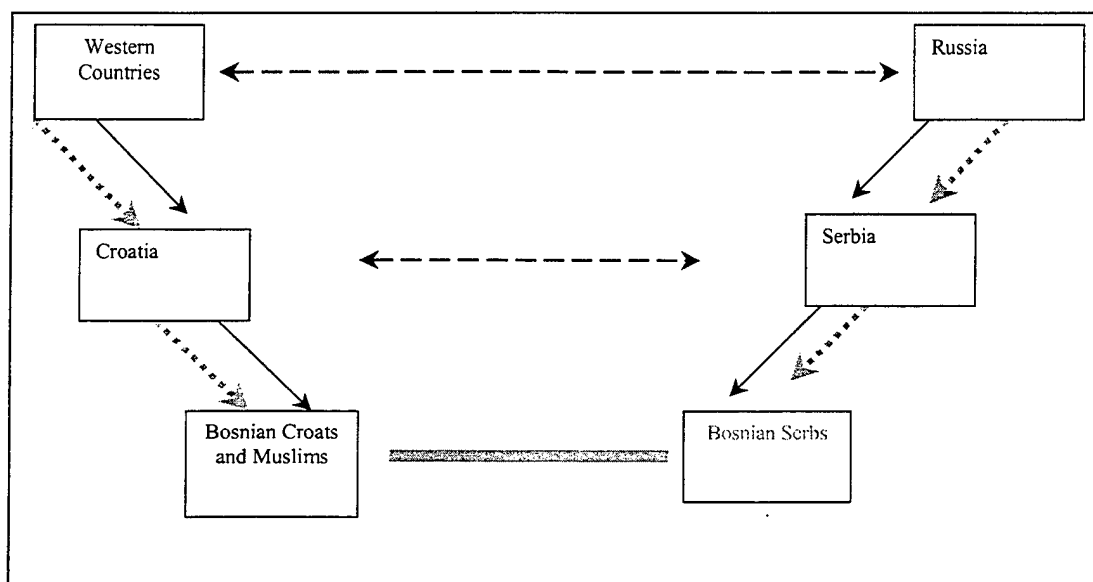 Western
Countries
Russia
Croatia
Serbia
Bosnian Croats
and Muslims
Bosnian Serbs